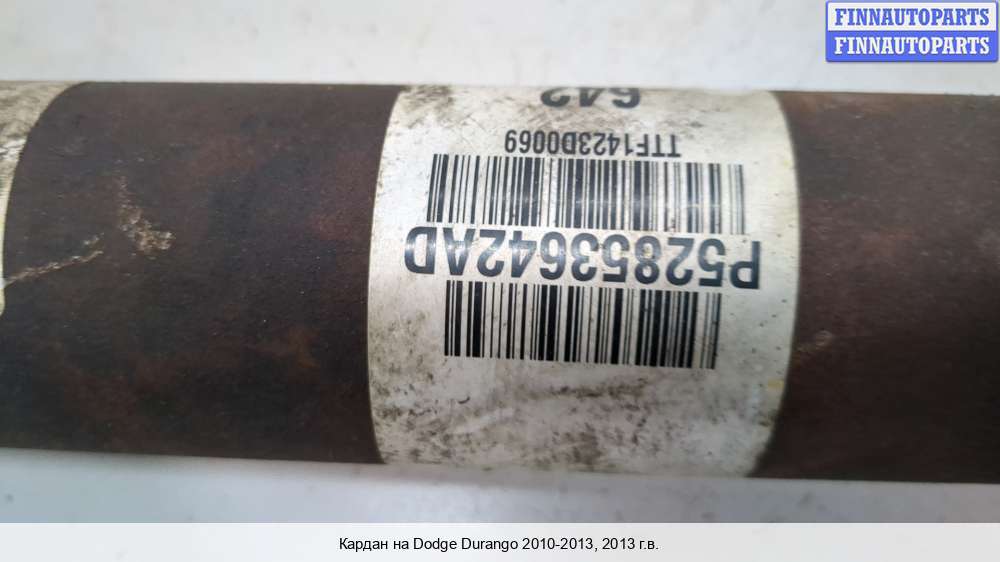 FINNAUTOPARTS
FINNAUTOPARTS
P52853642AD
TTF1423D0069
642
Кардан на Dodge Durango 2010-2013, 2013 г.в.